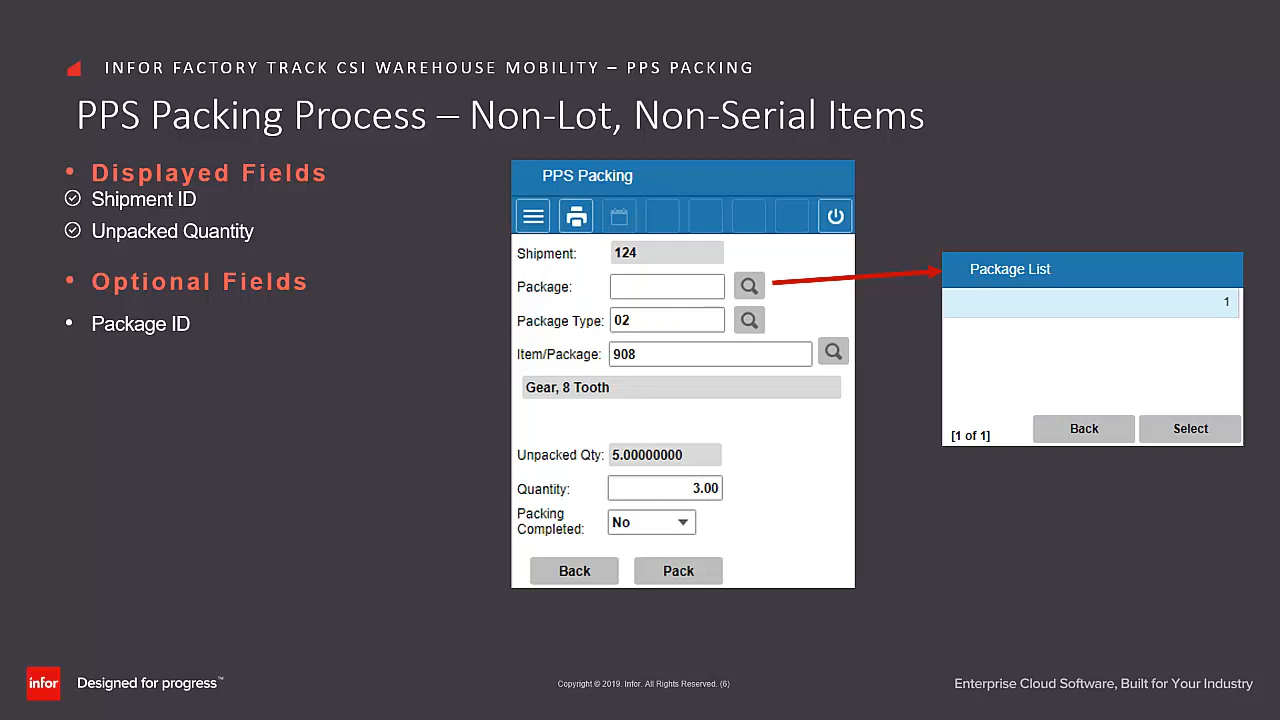 INFOR FACTORY TRACK CSI WAREHOUSE MOBILITY – PPS PACKING
PPS Packing Process – Non-Lot, Non-Serial Items
• Displayed Fields
Shipment ID
Unpacked Quantity
• Optional Fields
• Package ID
PPS Packing
Shipment: 124
Package:
Package Type: 02
Item/Package: 908
Gear, 8 Tooth
Unpacked Qty: 5.00000000
Quantity: 3.00
Packing
Completed: No
Back Pack
Package List
1
[1 of 1] Back Select
infor Designed for progress™
Copyright © 2019. Infor. All Rights Reserved. (6)
Enterprise Cloud Software, Built for Your Industry